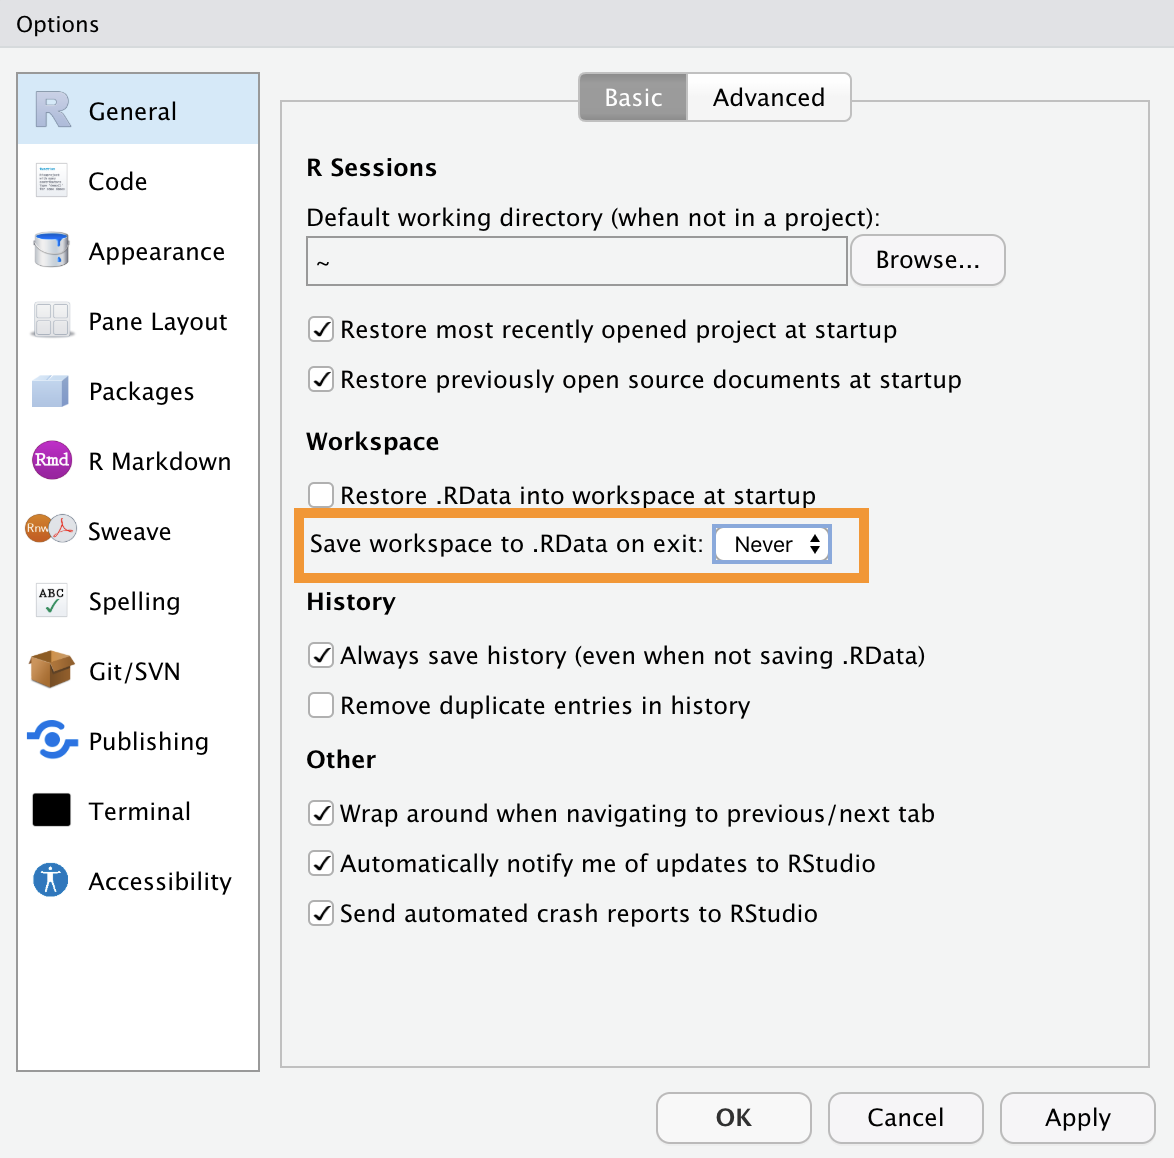 Options
General
Code
Appearance
Pane Layout
Packages
Rmd R Markdown
Rnw Sweave
ABC Spelling
Git/SVN
Publishing
Terminal
Accessibility
Basic Advanced
R Sessions
Default working directory (when not in a project):
~ Browse...
Restore most recently opened project at startup
Restore previously open source documents at startup
Workspace
Restore .RData into workspace at startup
Save workspace to .RData on exit: Never
History
Always save history (even when not saving .RData)
Remove duplicate entries in history
Other
Wrap around when navigating to previous/next tab
Automatically notify me of updates to RStudio
Send automated crash reports to RStudio
OK Cancel Apply